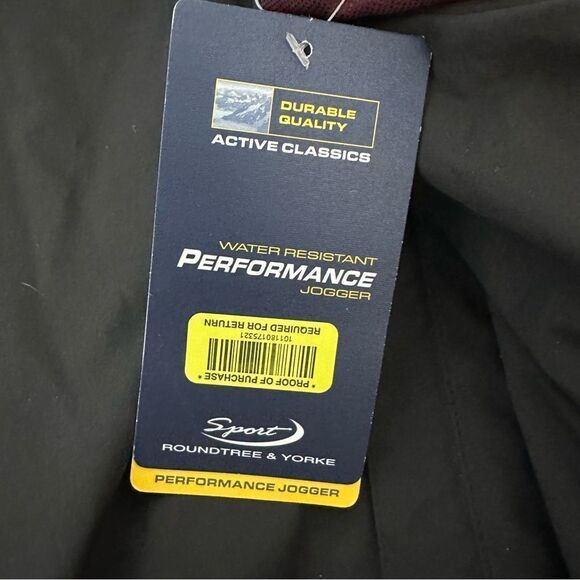 DURABLE
QUALITY
ACTIVE CLASSICS
WATER RESISTANT
PERFORMANCE
JOGGER
* PROOF OF PURCHASE *
101180175321
REQUIRED FOR RETURN
Sport
ROUNDTREE & YORKE
PERFORMANCE JOGGER